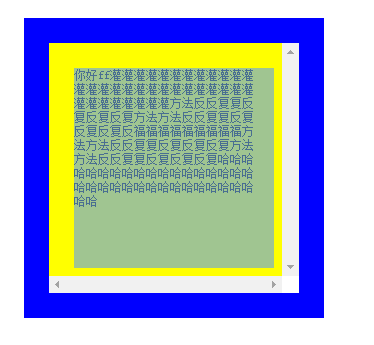 你好ff灌灌灌灌灌灌灌灌灌灌灌灌
灌灌灌灌灌灌灌灌灌灌灌灌灌灌灌
灌灌灌灌灌灌灌灌方法反反复复反
复反复反复方法方法反反复复反复
反复反复反福福福福福福福福福方
法方法反反复复反复反复反复方法
方法反反复复反复反复反复哈哈哈
哈哈哈哈哈哈哈哈哈哈哈哈哈哈哈
哈哈哈哈哈哈哈哈哈哈哈哈哈哈哈
哈哈